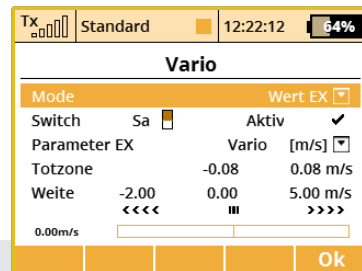 Tx Standard 12:22:12 64%
Vario
Mode Wert EX
Switch Sa Aktiv
Parameter EX Vario [m/s]
Totzone -0.08 0.08 m/s
Weite -2.00 0.00 5.00 m/s
<<<< III >>>>
0.00m/s
Ok